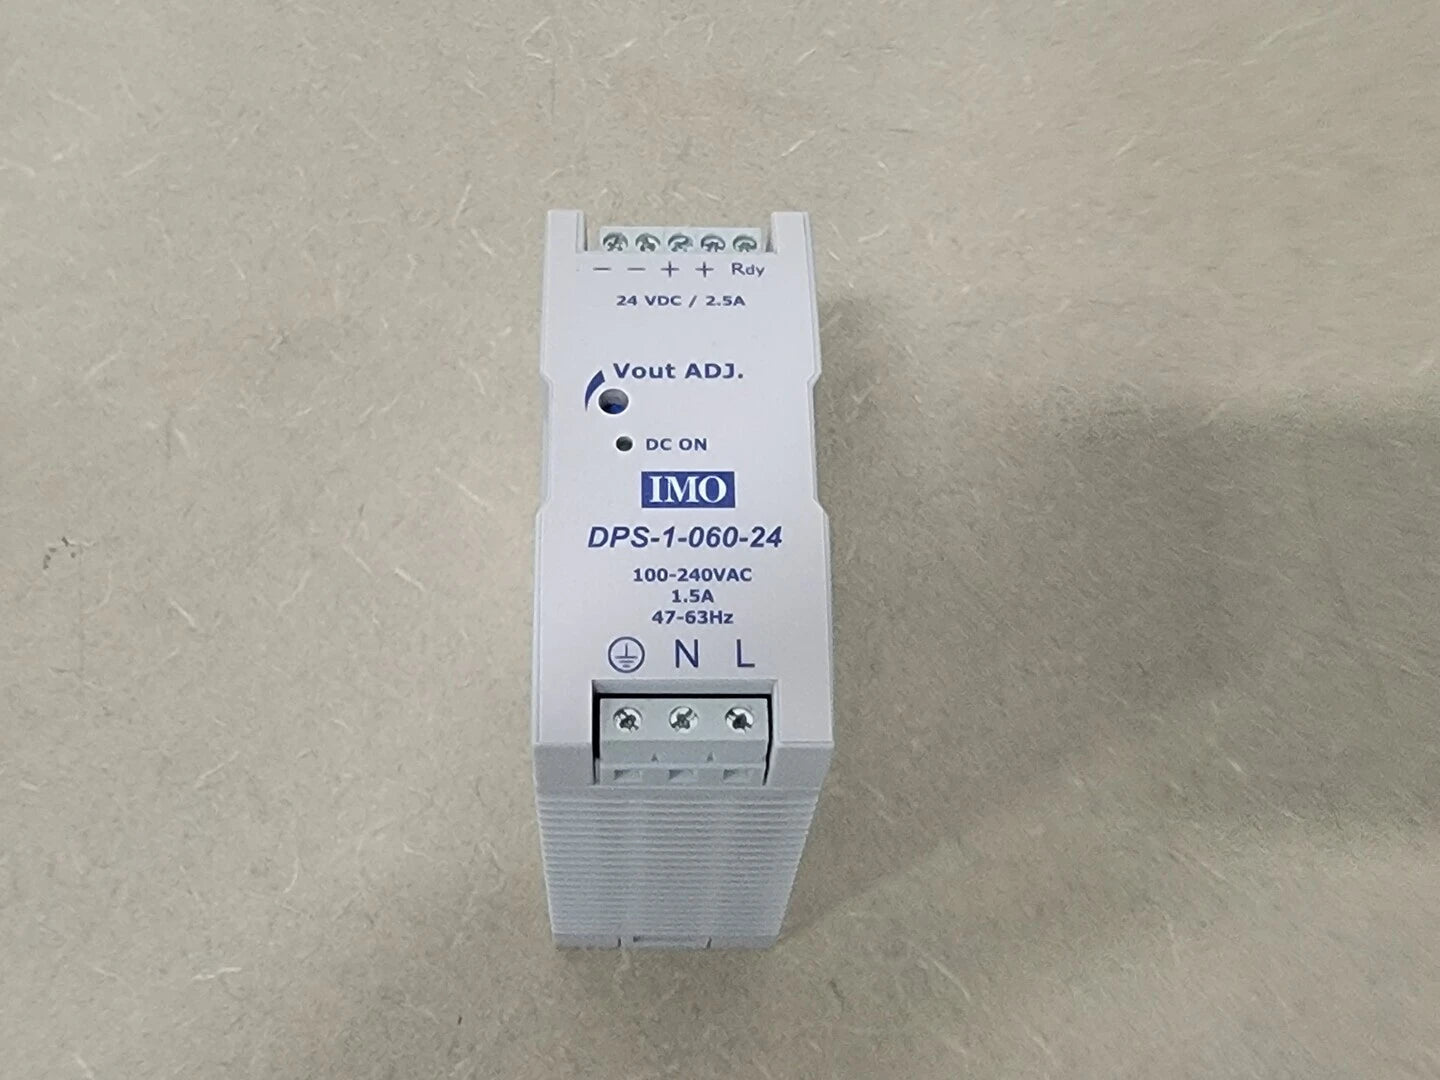 − − + + Rdy
24 VDC / 2.5A
Vout ADJ.
DC ON
IMO
DPS-1-060-24
100-240VAC
1.5A
47-63Hz
N L